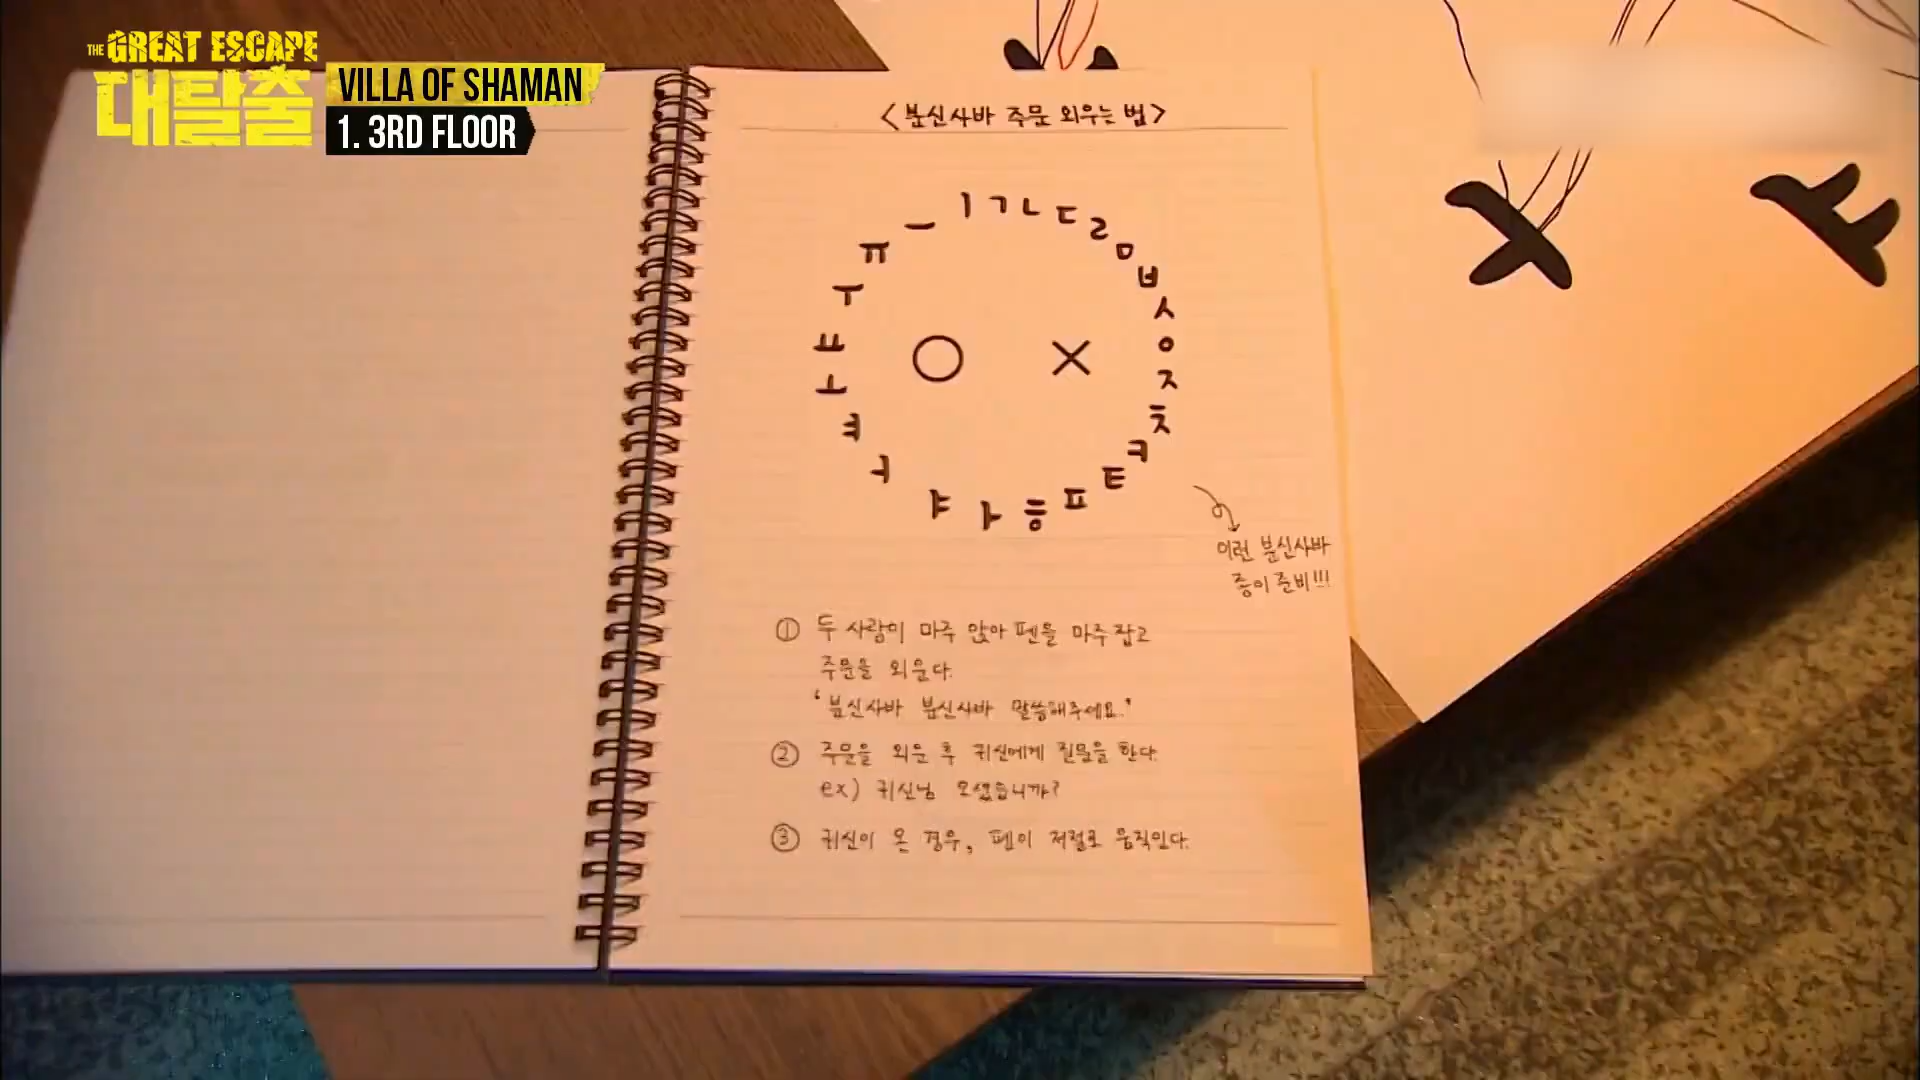 THE GREAT ESCAPE
대탈출
VILLA OF SHAMAN
1. 3RD FLOOR
<분신사바 주문 외우는 법>
ㅣ ㄱ ㄴ ㄷ ㄹ ㅁ ㅂ ㅅ ㅇ ㅈ ㅊ ㅋ ㅌ ㅍ ㅎ ㅏ ㅑ ㅓ ㅕ ㅗ ㅛ ㅜ ㅠ ㅡ
○ ×
이런 분신사바
종이 준비!!!
① 두 사람이 마주 앉아 펜을 마주잡고
주문을 외운다.
'분신사바 분신사바 말씀해주세요.'
② 주문을 외운 후 귀신에게 질문을 한다.
ex) 귀신님 오셨습니까?
③ 귀신이 온 경우, 펜이 저절로 움직인다.
ㅊ